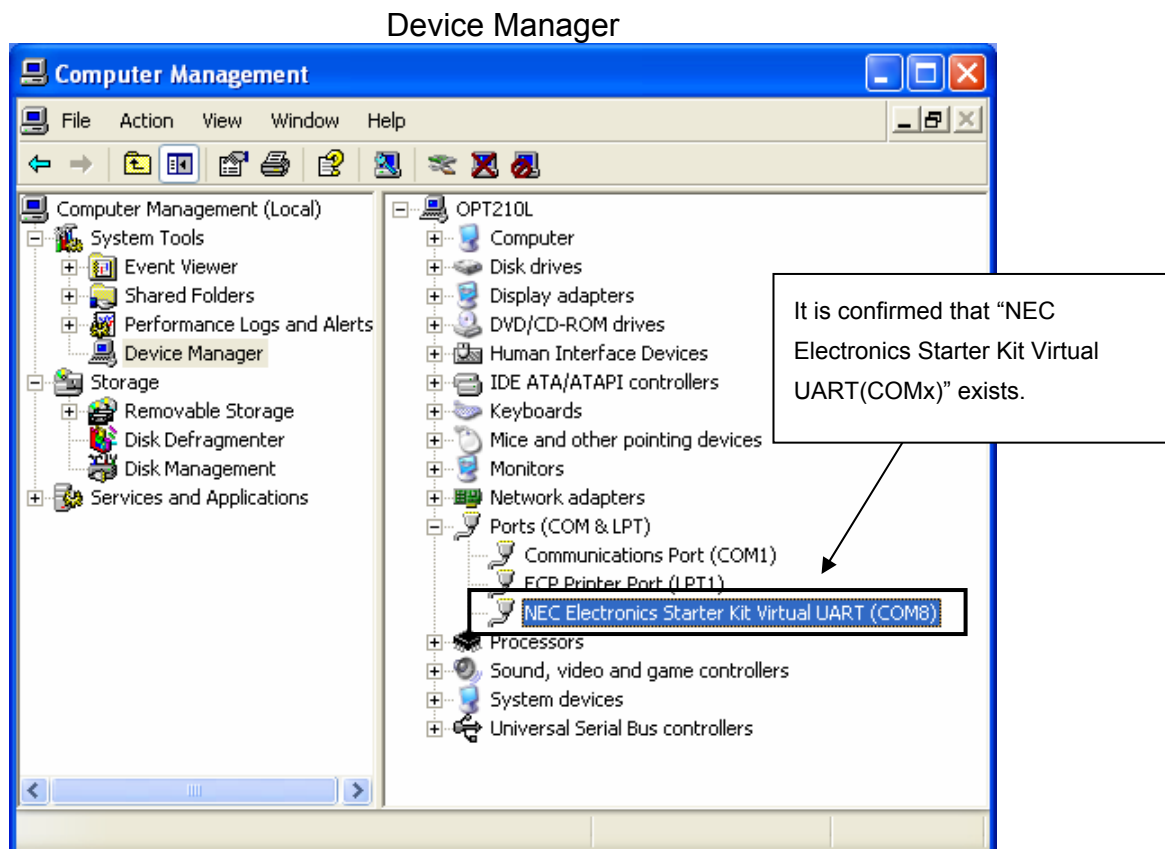 Device Manager
Computer Management
File Action View Window Help
Computer Management (Local)
System Tools
Event Viewer
Shared Folders
Performance Logs and Alerts
Device Manager
Storage
Removable Storage
Disk Defragmenter
Disk Management
Services and Applications
OPT210L
Computer
Disk drives
Display adapters
DVD/CD-ROM drives
Human Interface Devices
IDE ATA/ATAPI controllers
Keyboards
Mice and other pointing devices
Monitors
Network adapters
Ports (COM & LPT)
Communications Port (COM1)
ECP Printer Port (LPT1)
NEC Electronics Starter Kit Virtual UART (COM8)
Processors
Sound, video and game controllers
System devices
Universal Serial Bus controllers
It is confirmed that “NEC
Electronics Starter Kit Virtual
UART(COMx)” exists.